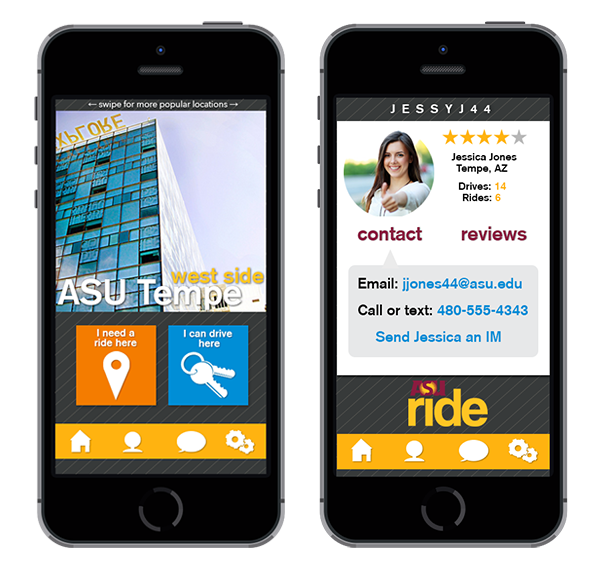 ← swipe for more popular locations →
EXPLORE
west side
ASU Tempe
I need a
ride here
I can drive
here
JESSYJ44
Jessica Jones
Tempe, AZ
Drives: 14
Rides: 6
contact
reviews
Email: jjones44@asu.edu
Call or text: 480-555-4343
Send Jessica an IM
S
ride